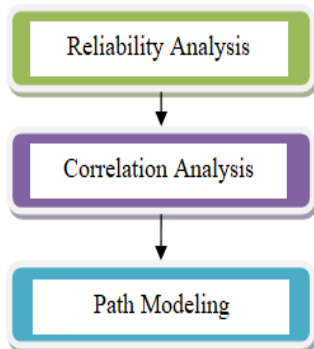 Reliability Analysis
Correlation Analysis
Path Modeling